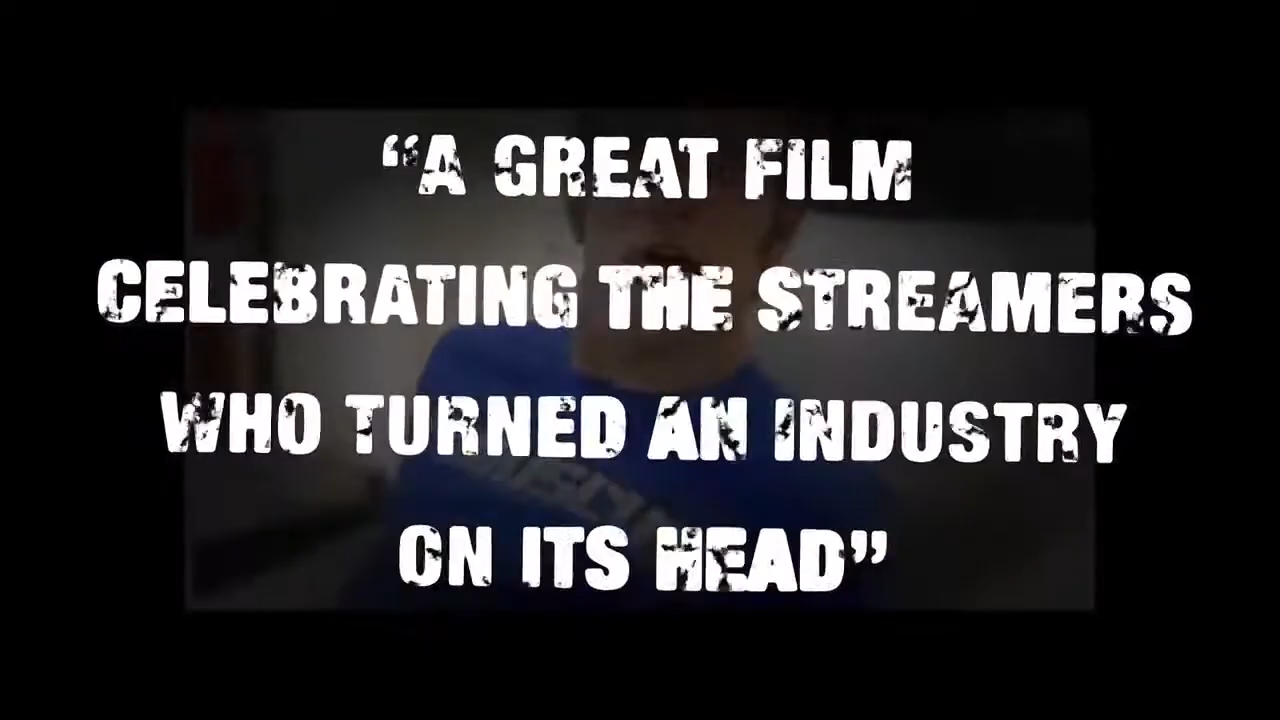 “A GREAT FILM
CELEBRATING THE STREAMERS
WHO TURNED AN INDUSTRY
ON ITS HEAD”